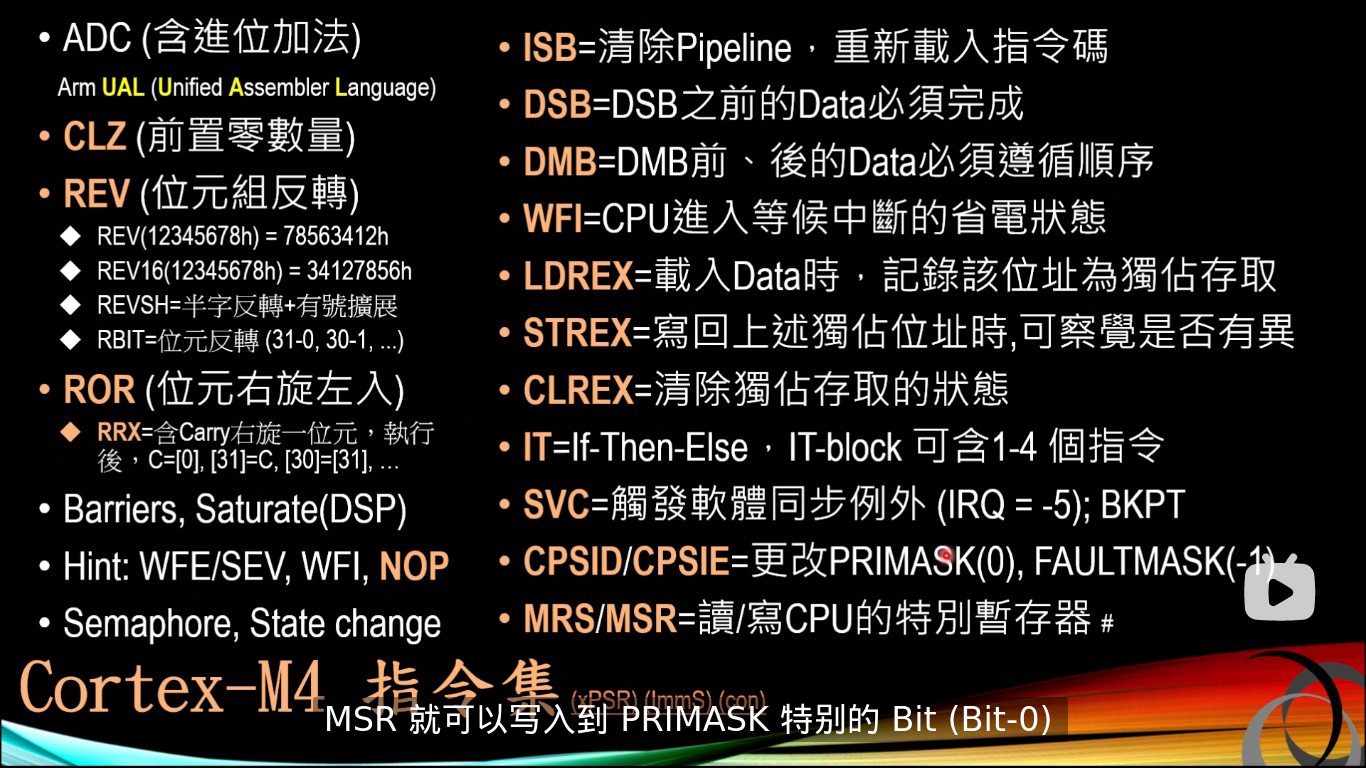 • ADC (含進位加法)
Arm UAL (Unified Assembler Language)
• CLZ (前置零數量)
• REV (位元組反轉)
◆ REV(12345678h) = 78563412h
◆ REV16(12345678h) = 34127856h
◆ REVSH=半字反轉+有號擴展
◆ RBIT=位元反轉 (31-0, 30-1, ...)
• ROR (位元右旋左入)
◆ RRX=含Carry右旋一位元，執行
後，C=[0], [31]=C, [30]=[31], ...
• Barriers, Saturate(DSP)
• Hint: WFE/SEV, WFI, NOP
• Semaphore, State change
• ISB=清除Pipeline，重新載入指令碼
• DSB=DSB之前的Data必須完成
• DMB=DMB前、後的Data必須遵循順序
• WFI=CPU進入等候中斷的省電狀態
• LDREX=載入Data時，記錄該位址為獨佔存取
• STREX=寫回上述獨佔位址時,可察覺是否有異
• CLREX=清除獨佔存取的狀態
• IT=If-Then-Else，IT-block 可含1-4 個指令
• SVC=觸發軟體同步例外 (IRQ = -5); BKPT
• CPSID/CPSIE=更改PRIMASK(0), FAULTMASK(-1)
• MRS/MSR=讀/寫CPU的特別暫存器 #
Cortex-M4 指令集 (xPSR) (ImmS) (con)
MSR 就可以写入到 PRIMASK 特别的 Bit (Bit-0)